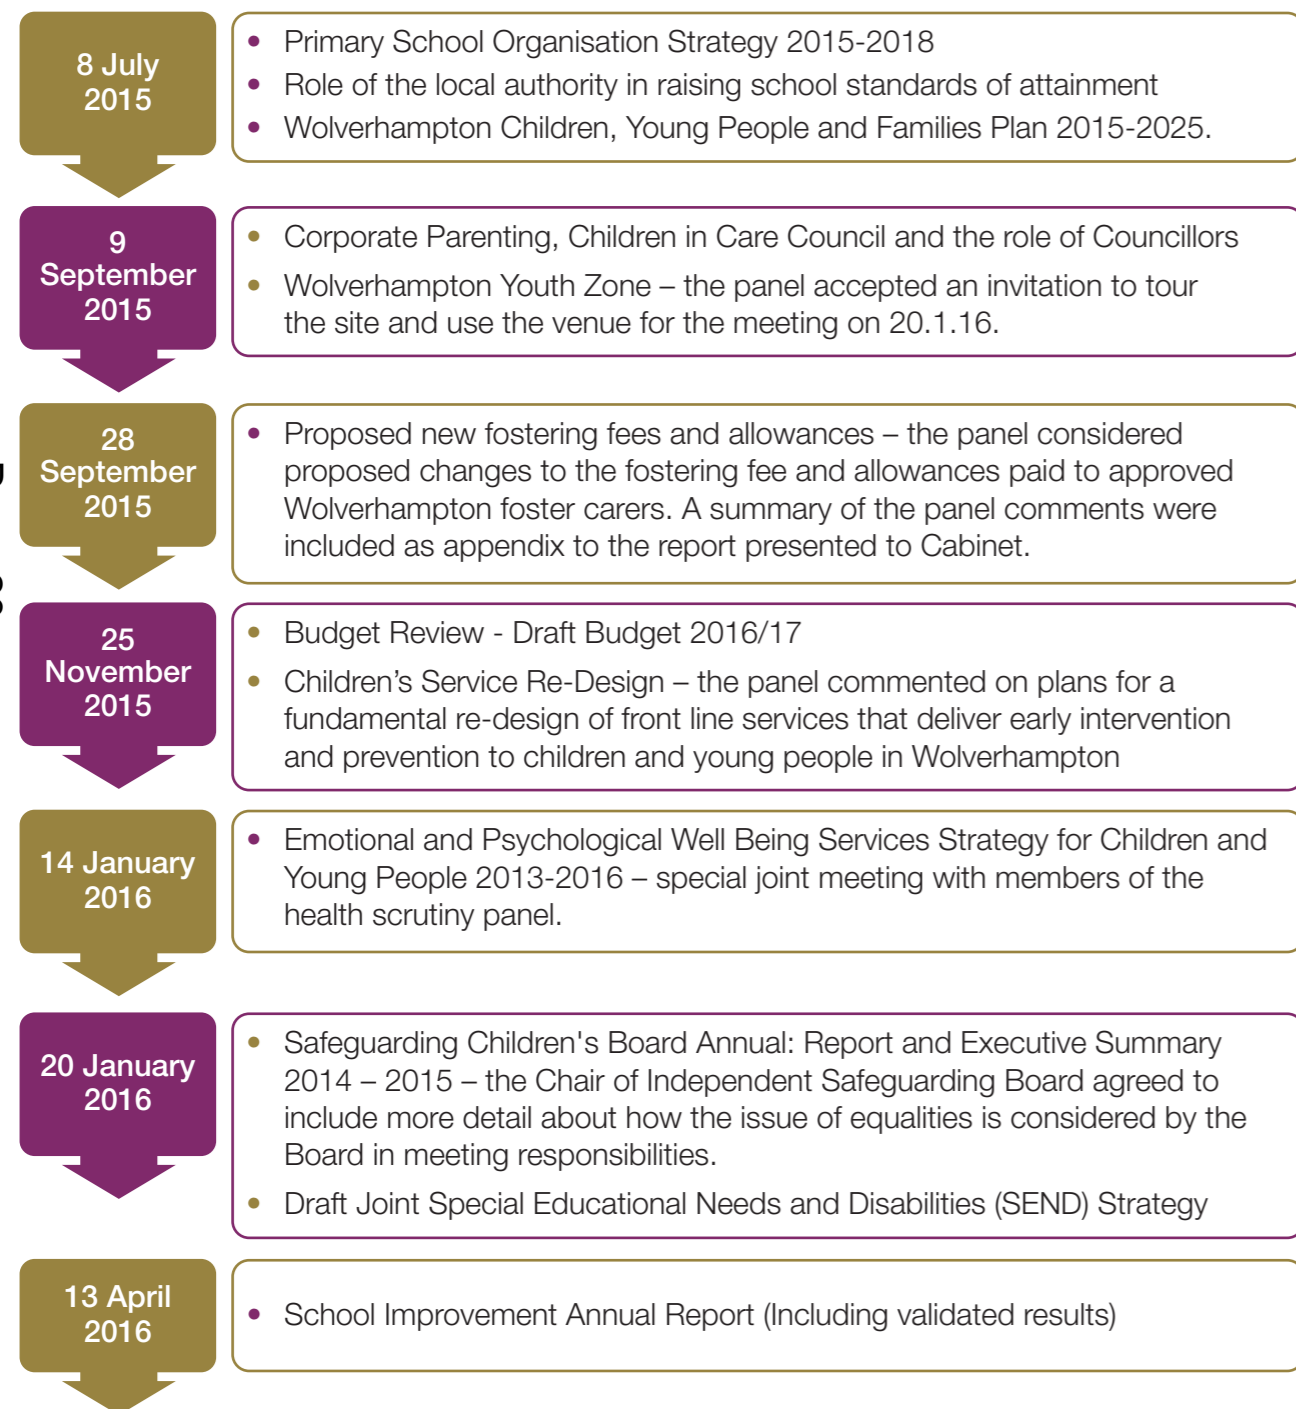 8 July
2015
• Primary School Organisation Strategy 2015-2018
• Role of the local authority in raising school standards of attainment
• Wolverhampton Children, Young People and Families Plan 2015-2025.
9
September
2015
• Corporate Parenting, Children in Care Council and the role of Councillors
• Wolverhampton Youth Zone – the panel accepted an invitation to tour
the site and use the venue for the meeting on 20.1.16.
28
September
2015
• Proposed new fostering fees and allowances – the panel considered
proposed changes to the fostering fee and allowances paid to approved
Wolverhampton foster carers. A summary of the panel comments were
included as appendix to the report presented to Cabinet.
25
November
2015
• Budget Review - Draft Budget 2016/17
• Children’s Service Re-Design – the panel commented on plans for a
fundamental re-design of front line services that deliver early intervention
and prevention to children and young people in Wolverhampton
14 January
2016
• Emotional and Psychological Well Being Services Strategy for Children and
Young People 2013-2016 – special joint meeting with members of the
health scrutiny panel.
20 January
2016
• Safeguarding Children's Board Annual: Report and Executive Summary
2014 – 2015 – the Chair of Independent Safeguarding Board agreed to
include more detail about how the issue of equalities is considered by the
Board in meeting responsibilities.
• Draft Joint Special Educational Needs and Disabilities (SEND) Strategy
13 April
2016
• School Improvement Annual Report (Including validated results)